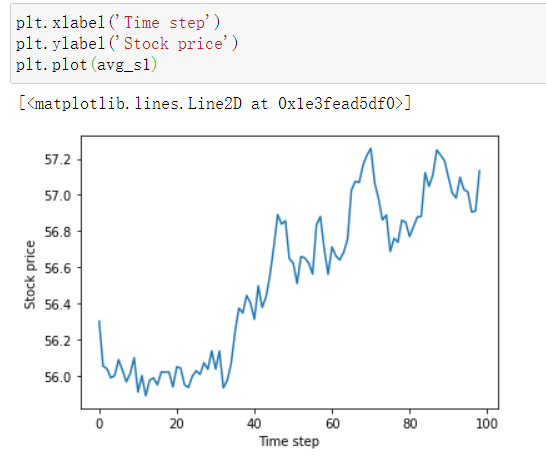 plt.xlabel('Time step')
plt.ylabel('Stock price')
plt.plot(avg_s1)
[<matplotlib.lines.Line2D at 0x1e3fead5df0>]
57.2
57.0
56.8
56.6
56.4
56.2
56.0
Stock price
0 20 40 60 80 100
Time step